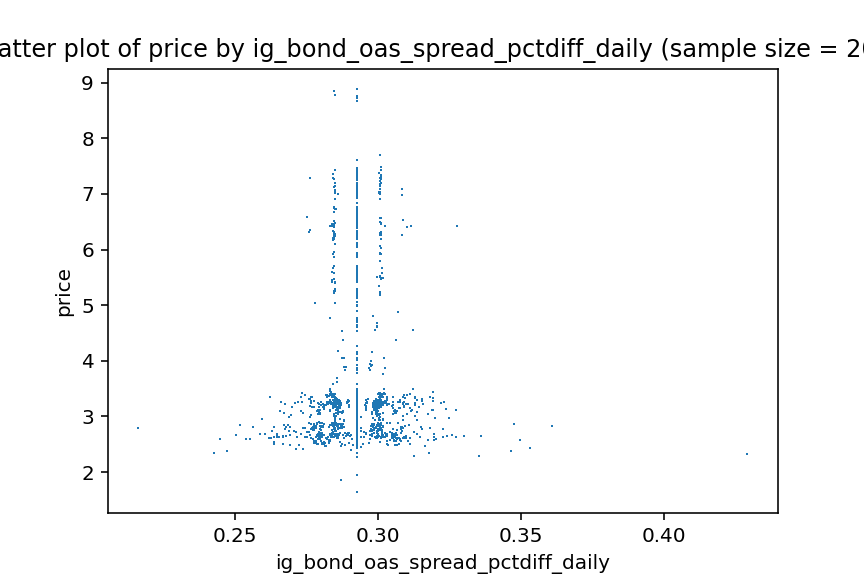 atter plot of price by ig_bond_oas_spread_pctdiff_daily (sample size = 20
9
8
7
6
5
4
3
2
price
0.25 0.30 0.35 0.40
ig_bond_oas_spread_pctdiff_daily